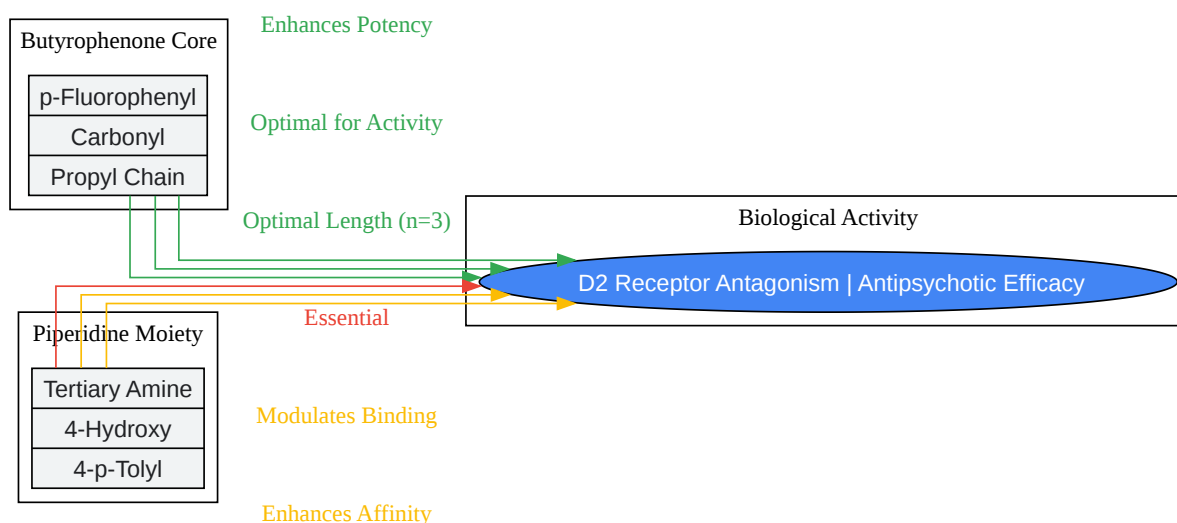 Enhances Potency
Butyrophenone Core
p-Fluorophenyl
Optimal for Activity
Carbonyl
Propyl Chain
Optimal Length (n=3)
Biological Activity
D2 Receptor Antagonism | Antipsychotic Efficacy
Essential
Piperidine Moiety
Tertiary Amine
Modulates Binding
4-Hydroxy
4-p-Tolyl
Enhances Affinity